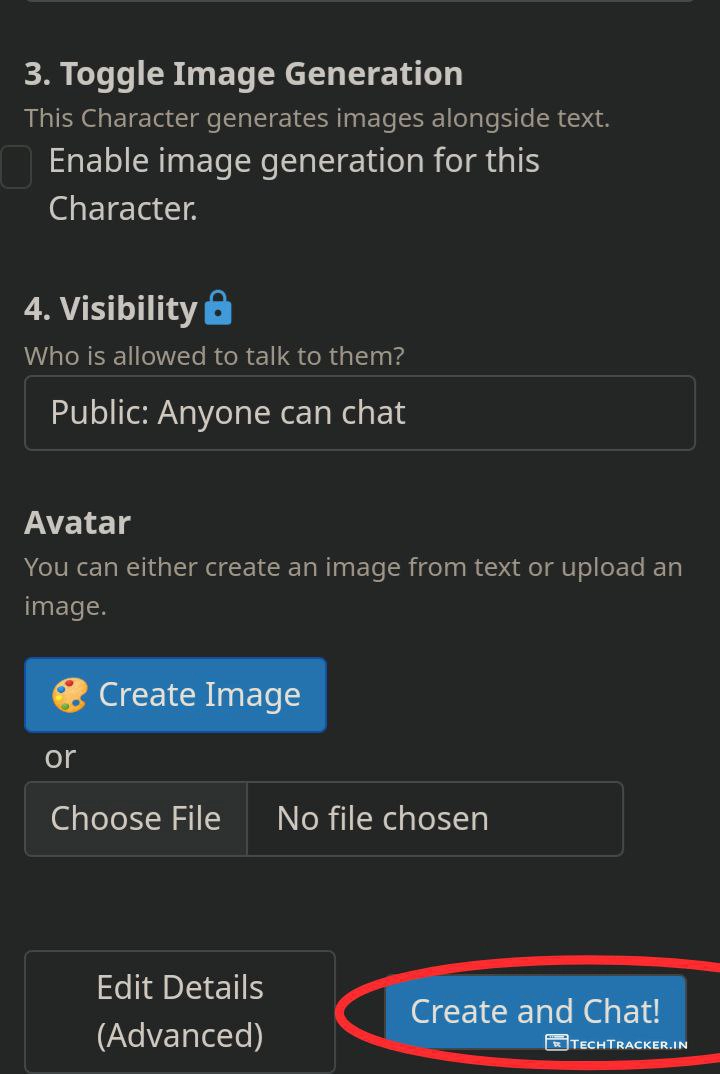 3. Toggle Image Generation
This Character generates images alongside text.
Enable image generation for this
Character.
4. Visibility
Who is allowed to talk to them?
Public: Anyone can chat
Avatar
You can either create an image from text or upload an
image.
Create Image
or
Choose File No file chosen
Edit Details
(Advanced)
Create and Chat!
TECHTRACKER.IN